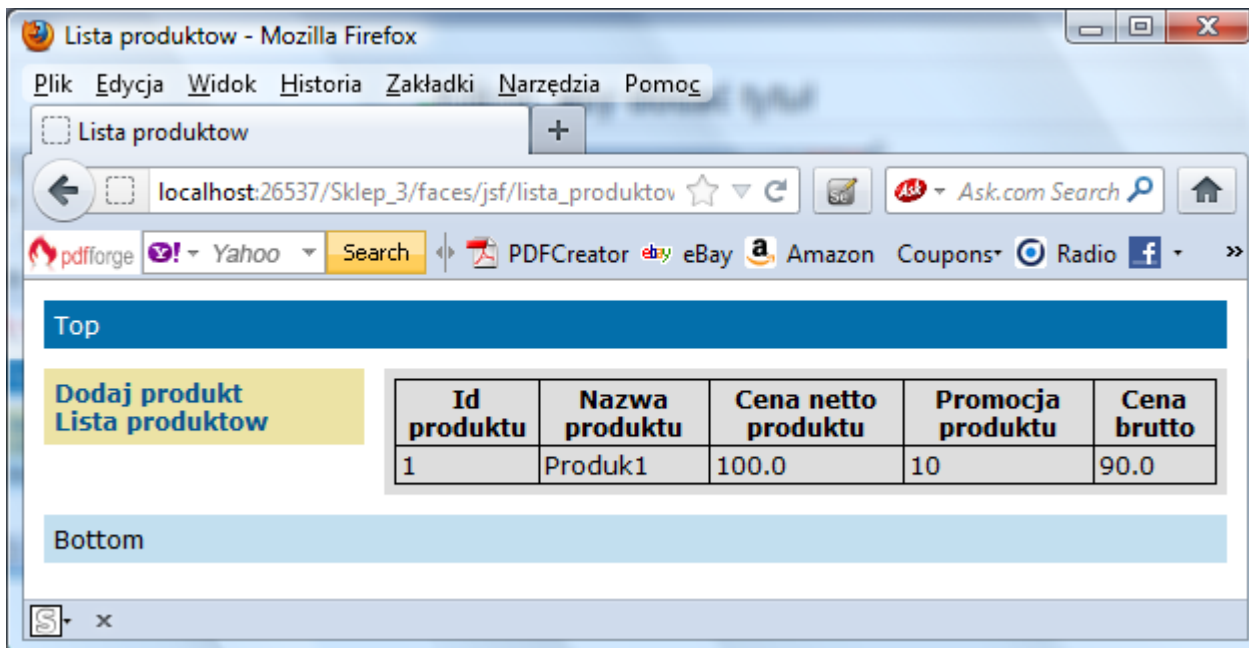 Lista produktow - Mozilla Firefox
Plik Edycja Widok Historia Zakładki Narzędzia Pomoc
Lista produktow
localhost:26537/Sklep_3/faces/jsf/lista_produktov
Ask Ask.com Search
pdfforge Y! Yahoo Search PDFCreator ebay eBay a Amazon Coupons Radio f »
Top
Dodaj produkt
Lista produktow
Id produktu Nazwa produktu Cena netto produktu Promocja produktu Cena brutto
1 Produk1 100.0 10 90.0
Bottom
S x